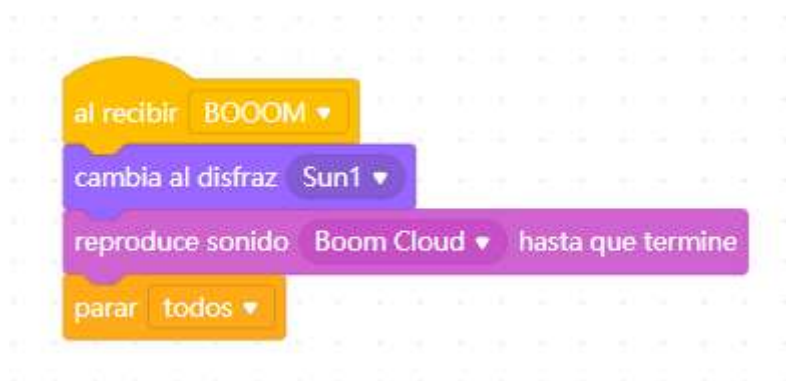 al recibir BOOOM
cambia al disfraz Sun1
reproduce sonido Boom Cloud hasta que termine
parar todos